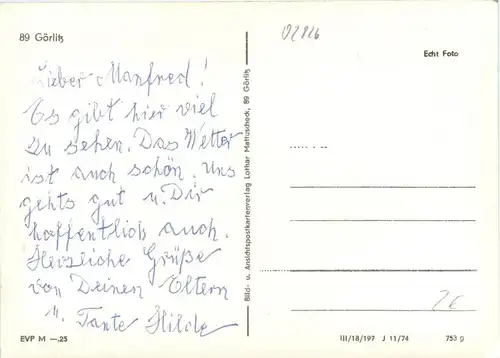 89 Görlitz
Lieber Manfred!
Es gibt hier viel
zu sehen. Das Wetter
ist auch schön. Uns
gehts gut u. Dir
hoffentlich auch.
Herzliche Grüße
von Deinen Eltern
u. Tante Hilde
EVP M —.25
Bild- u. Ansichtspostkartenverlag Lothar Mattuscheck, 89 Görlitz
02826
Echt Foto
2€
III/18/197 J 11/74 753 g